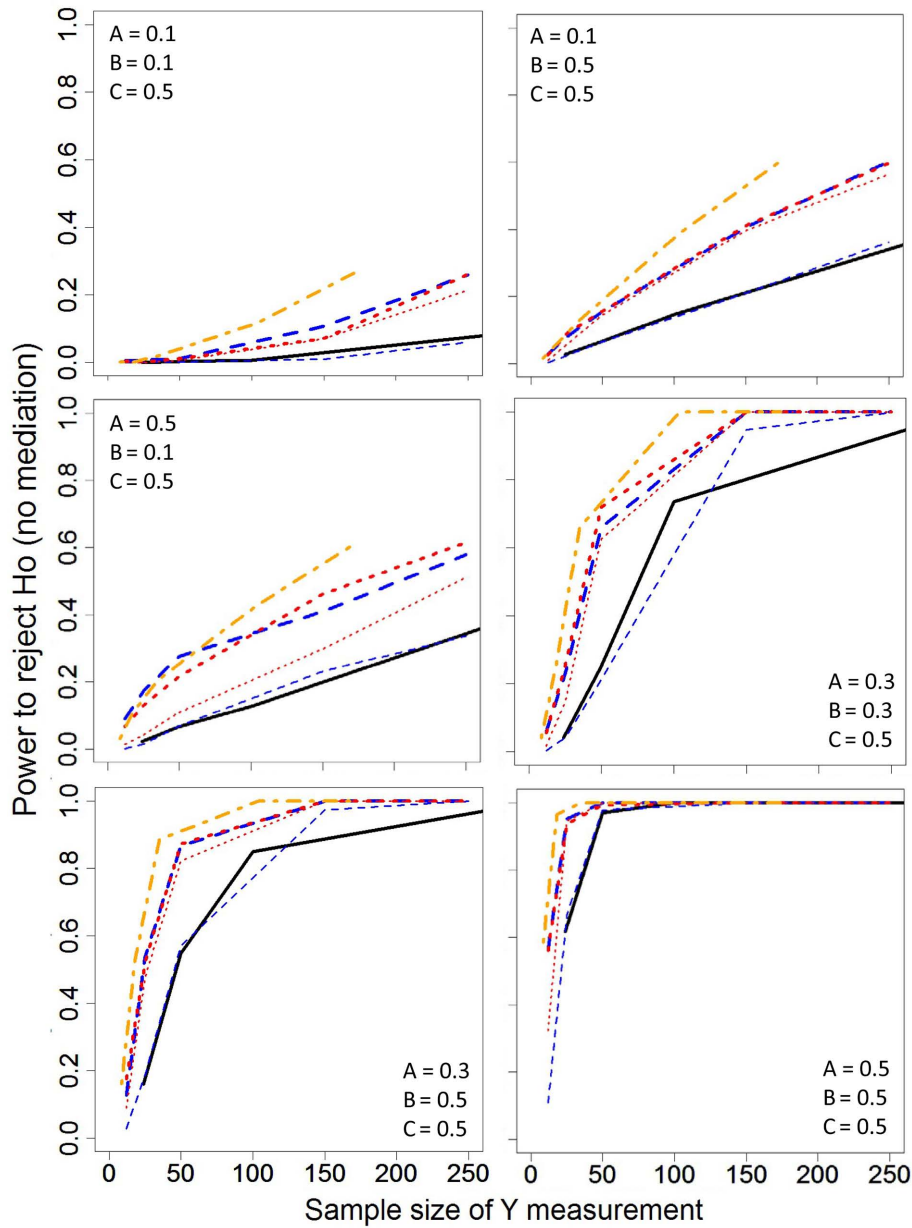 A = 0.1
B = 0.1
C = 0.5
A = 0.1
B = 0.5
C = 0.5
1.0
0.8
0.6
0.4
0.2
0.0
A = 0.5
B = 0.1
C = 0.5
A = 0.3
B = 0.3
C = 0.5
1.0
0.8
0.6
0.4
0.2
0.0
A = 0.3
B = 0.5
C = 0.5
A = 0.5
B = 0.5
C = 0.5
1.0
0.8
0.6
0.4
0.2
0.0
0 50 100 150 200 250
0 50 100 150 200 250
Power to reject Ho (no mediation)
Sample size of Y measurement